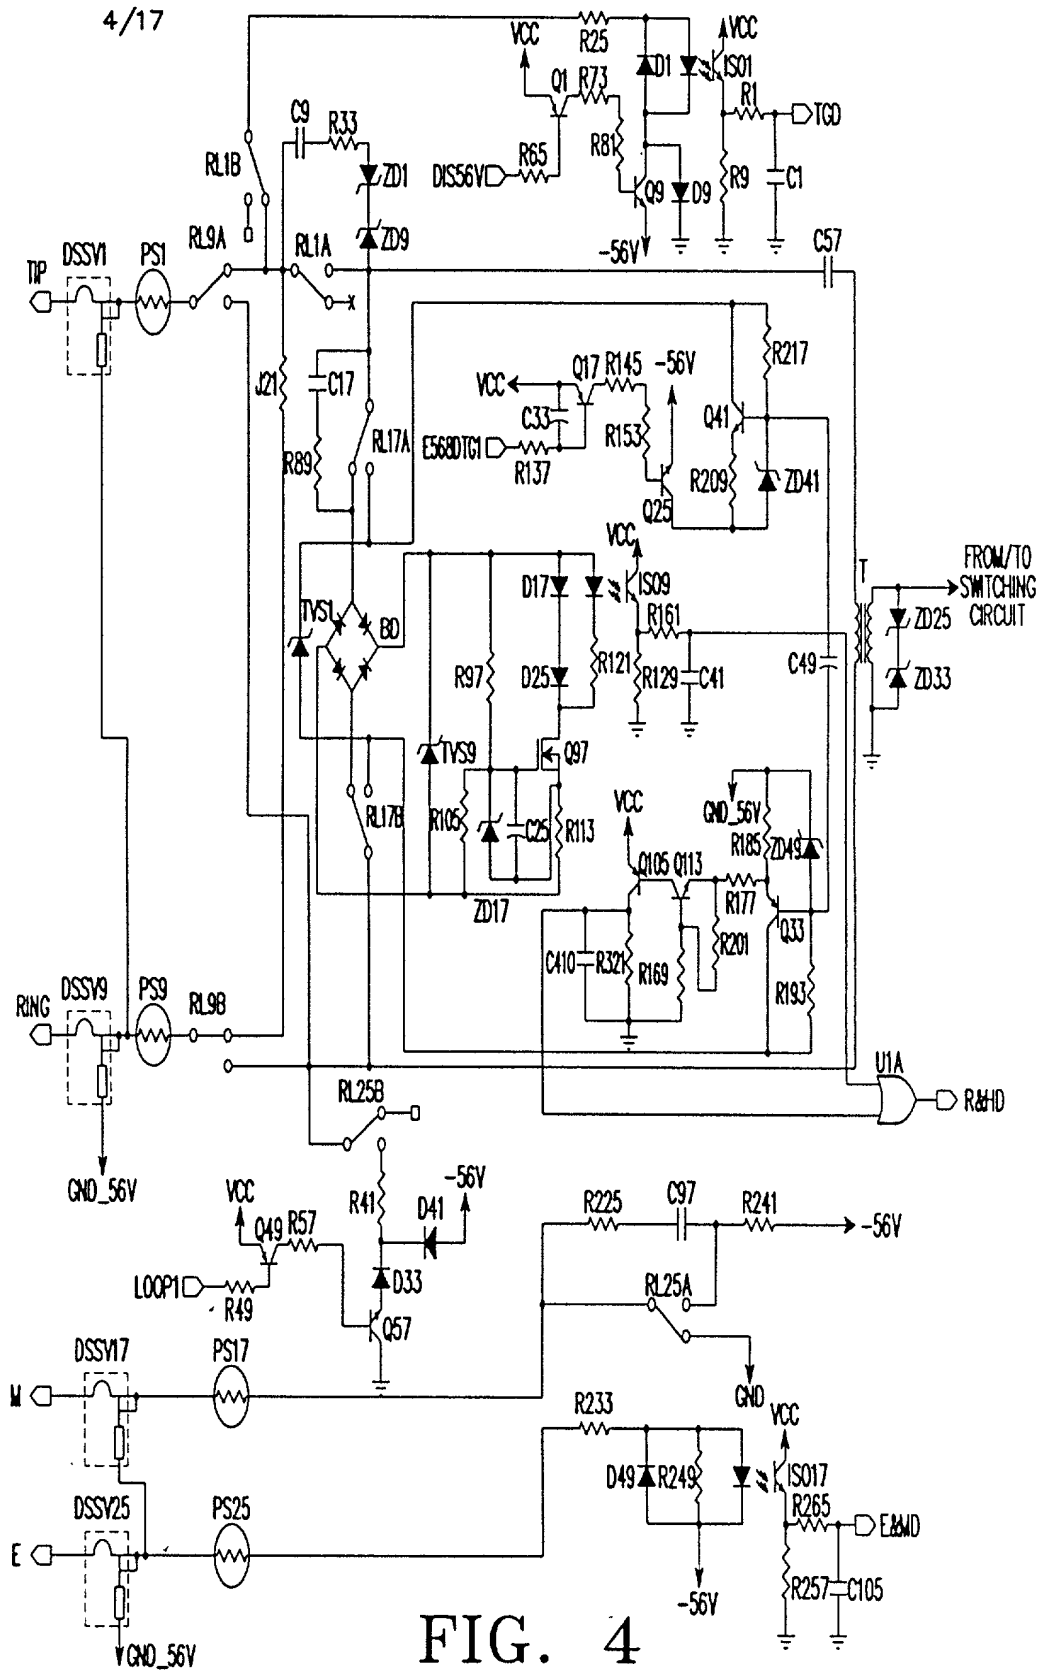 4/17
VCC
R25
VCC
Q1
R73
D1
ISO1
R1
TGD
C9
R33
RL1B
R65
R81
DIS56V
ZD1
Q9
D9
R9
C1
ZD9
-56V
C57
DSSV1
PS1
RL9A
RL1A
TIP
X
R217
-56V
Q17
R145
J21
C17
VCC
C33
Q41
R153
RL17A
E568DTG1
R89
R137
R209
ZD41
Q25
VCC
FROM/TO
SWITCHING
CIRCUIT
T
D17
ISO9
TVS1
R161
BD
ZD25
R97
D25
R121
R129
C41
C49
ZD33
TVS9
Q97
VCC
GND_56V
RL17B
R105
C25
R113
R185
ZD49
Q105
Q113
R177
ZD17
Q33
R201
C410
R321
R169
R193
RING
DSSV9
PS9
RL9B
U1A
RL25B
R&HD
GND_56V
R41
D41
-56V
VCC
Q49
R57
R225
C97
R241
-56V
LOOP1
D33
R49
Q57
RL25A
DSSV17
PS17
M
GND
R233
VCC
D49
R249
ISO17
R265
DSSV25
PS25
E&MD
E
R257
C105
-56V
GND_56V
FIG. 4